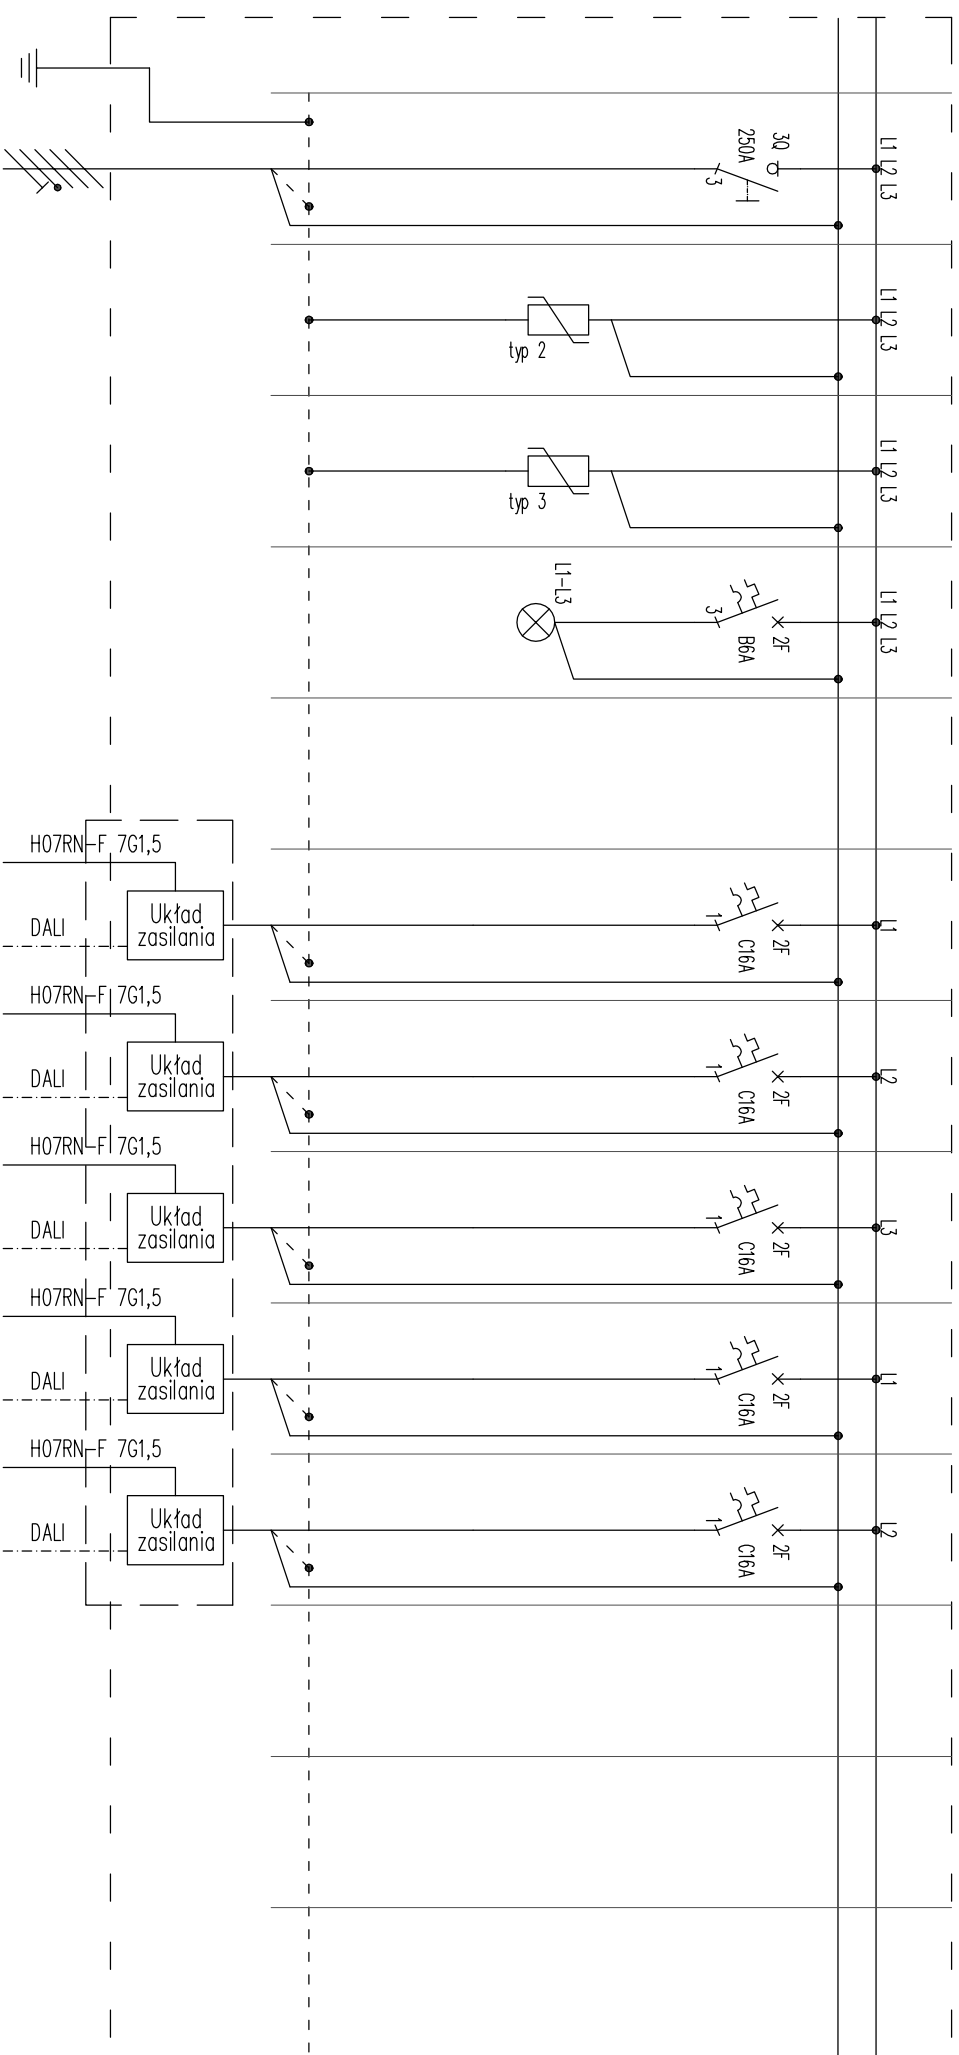 L1 L2 L3
3Q
250A
3
L1 L2 L3
typ 2
L1 L2 L3
typ 3
L1 L2 L3
L1-L3
3
2F
B6A
H07RN-F 7G1,5
DALI
Układ
zasilania
1
2F
C16A
L1
H07RN-F 7G1,5
DALI
Układ
zasilania
1
2F
C16A
L2
H07RN-F 7G1,5
DALI
Układ
zasilania
1
2F
C16A
L3
H07RN-F 7G1,5
DALI
Układ
zasilania
1
2F
C16A
L1
H07RN-F 7G1,5
DALI
Układ
zasilania
1
2F
C16A
L2